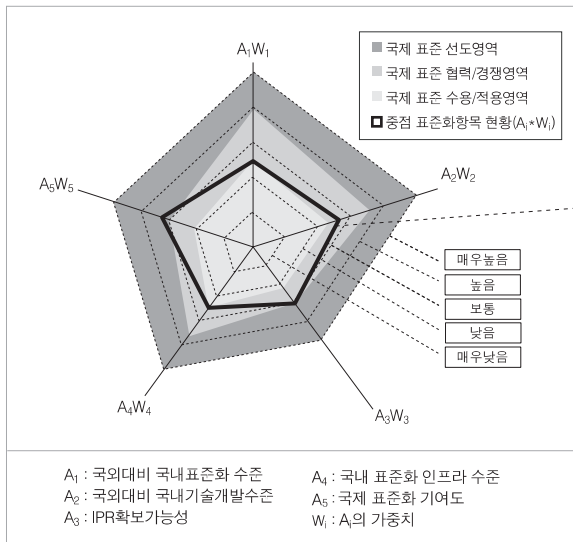 A₁W₁
국제 표준 선도영역
국제 표준 협력/경쟁영역
국제 표준 수용/적용영역
중점 표준화항목 현황(Aᵢ*Wᵢ)
A₅W₅
A₂W₂
매우높음
높음
보통
낮음
매우낮음
A₄W₄
A₃W₃
A₁ : 국외대비 국내표준화 수준
A₂ : 국외대비 국내기술개발수준
A₃ : IPR확보가능성
A₄ : 국내 표준화 인프라 수준
A₅ : 국제 표준화 기여도
Wᵢ : Aᵢ의 가중치